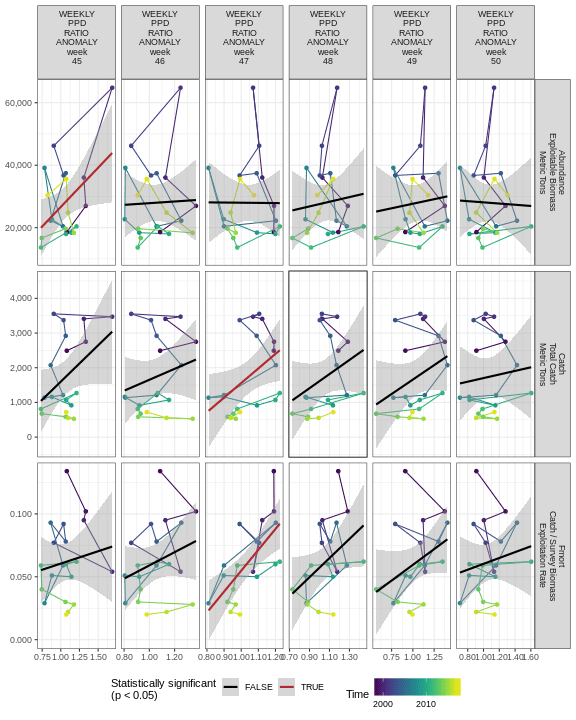 WEEKLY
PPD
RATIO
ANOMALY
week
45
WEEKLY
PPD
RATIO
ANOMALY
week
46
WEEKLY
PPD
RATIO
ANOMALY
week
47
WEEKLY
PPD
RATIO
ANOMALY
week
48
WEEKLY
PPD
RATIO
ANOMALY
week
49
WEEKLY
PPD
RATIO
ANOMALY
week
50
60,000
40,000
20,000
Abundance
Exploitable Biomass
Metric Tons
4,000
3,000
2,000
1,000
0
Catch
Total Catch
Metric Tons
0.100
0.050
0.000
Fmort
Catch / Survey Biomass
Exploitation Rate
0.75 1.00 1.25 1.50
0.80 1.00 1.20
0.80 0.90 1.00 1.10 1.20
0.70 0.90 1.10 1.30
0.75 1.00 1.25
0.80 1.00 1.20 1.40 1.60
Statistically significant
(p < 0.05)
FALSE
TRUE
Time
2000
2010